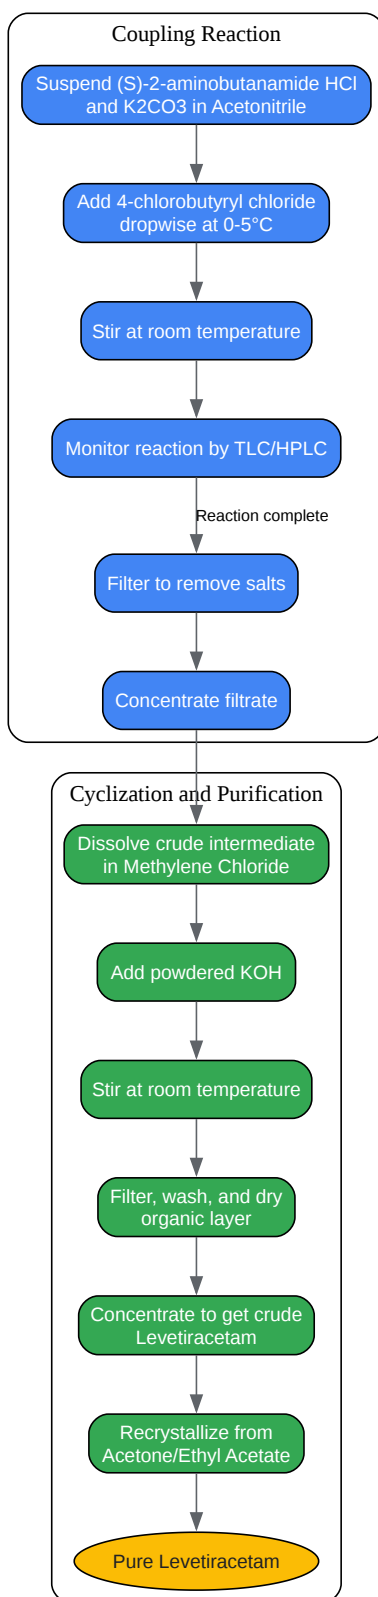 Coupling Reaction
Suspend (S)-2-aminobutanamide HCl
and K2CO3 in Acetonitrile
Add 4-chlorobutyryl chloride
dropwise at 0-5°C
Stir at room temperature
Monitor reaction by TLC/HPLC
Reaction complete
Filter to remove salts
Concentrate filtrate
Cyclization and Purification
Dissolve crude intermediate
in Methylene Chloride
Add powdered KOH
Stir at room temperature
Filter, wash, and dry
organic layer
Concentrate to get crude
Levetiracetam
Recrystallize from
Acetone/Ethyl Acetate
Pure Levetiracetam